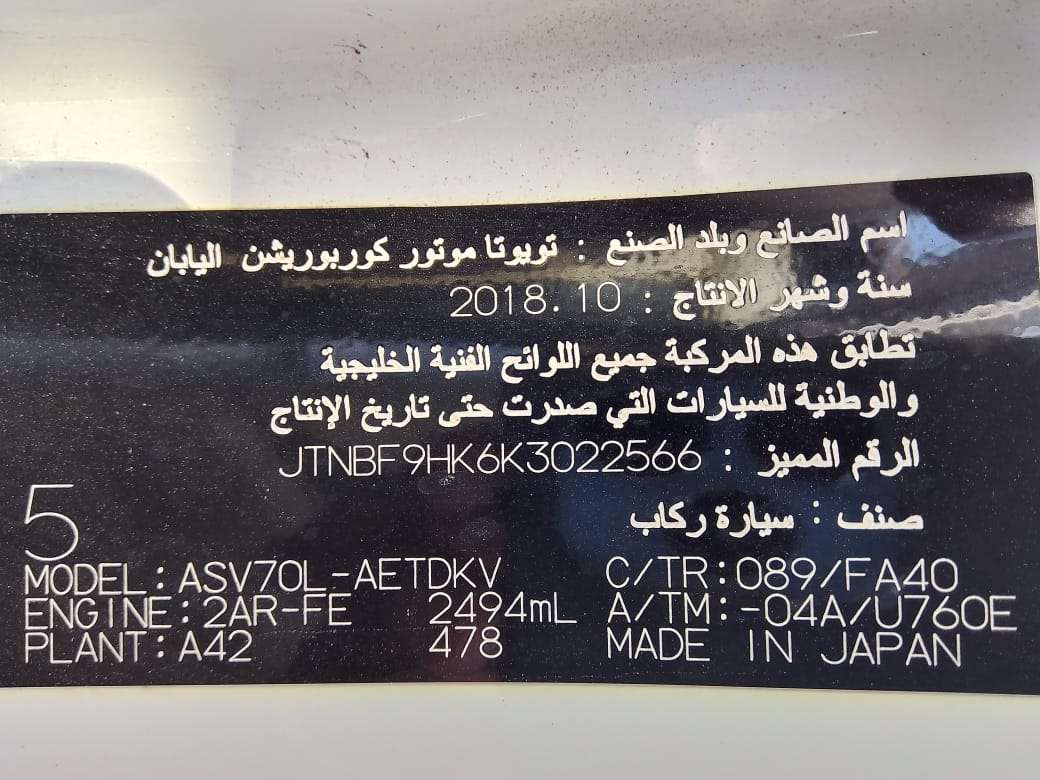 اسم الصانع وبلد الصنع : تويوتا موتور كوربوريشن اليابان
سنة وشهر الانتاج : 2018.10
تطابق هذه المركبة جميع اللوائح الفنية الخليجية
والوطنية للسيارات التي صدرت حتى تاريخ الإنتاج
الرقم المميز : JTNBF9HK6K3022566
صنف : سيارة ركاب
5
MODEL: ASV70L-AETDKV C/TR: 089/FA40
ENGINE: 2AR-FE 2494mL A/TM: -04A/U760E
PLANT: A42 478 MADE IN JAPAN